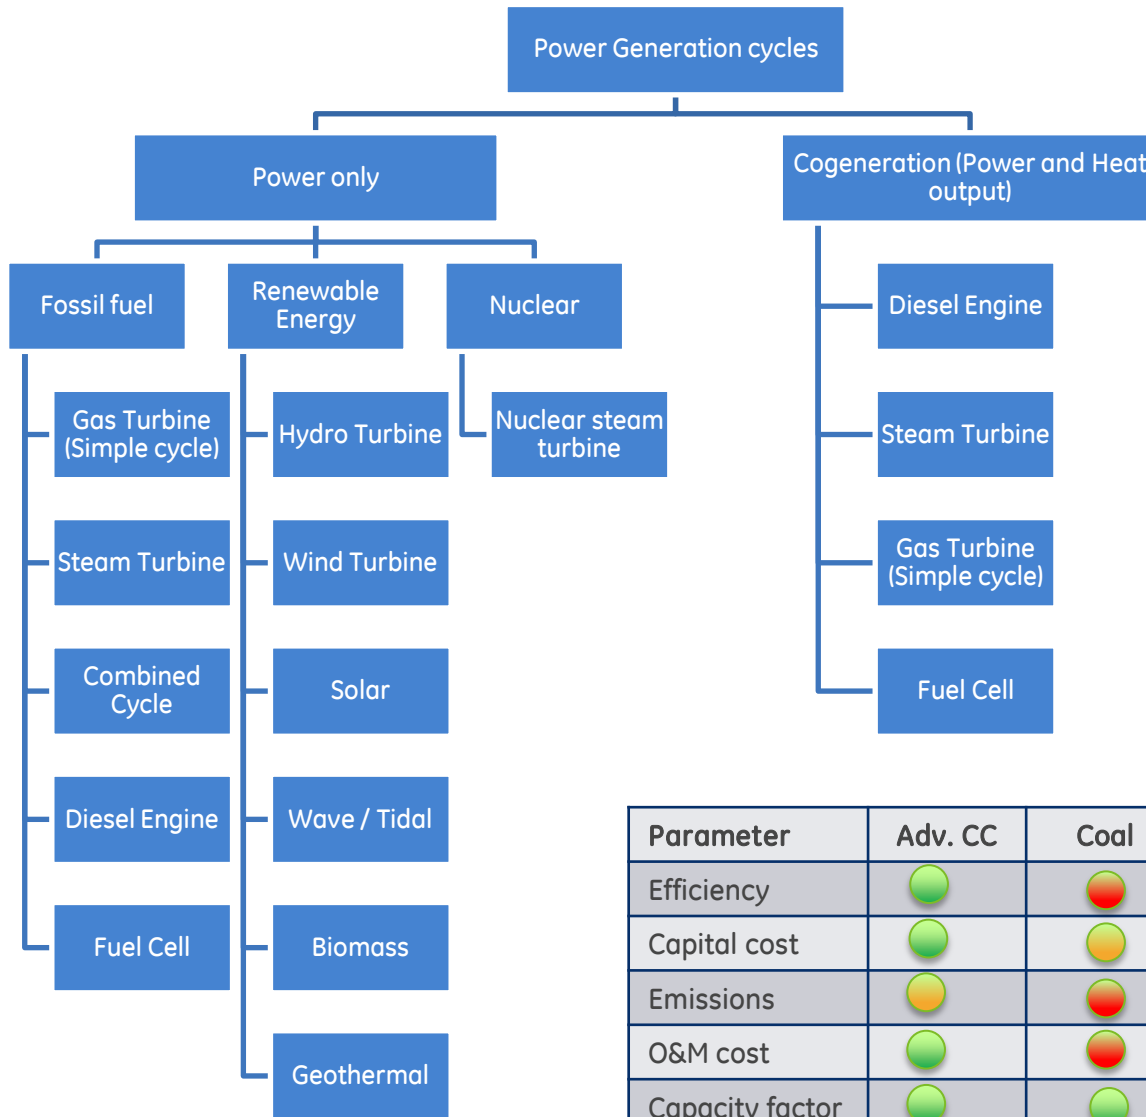 Power Generation cycles
Power only
Cogeneration (Power and Heat
output)
Fossil fuel
Renewable
Energy
Nuclear
Gas Turbine
(Simple cycle)
Steam Turbine
Combined
Cycle
Diesel Engine
Fuel Cell
Hydro Turbine
Wind Turbine
Solar
Wave / Tidal
Biomass
Geothermal
Nuclear steam
turbine
Diesel Engine
Steam Turbine
Gas Turbine
(Simple cycle)
Fuel Cell
Parameter Adv. CC Coal
Efficiency
Capital cost
Emissions
O&M cost
Capacity factor